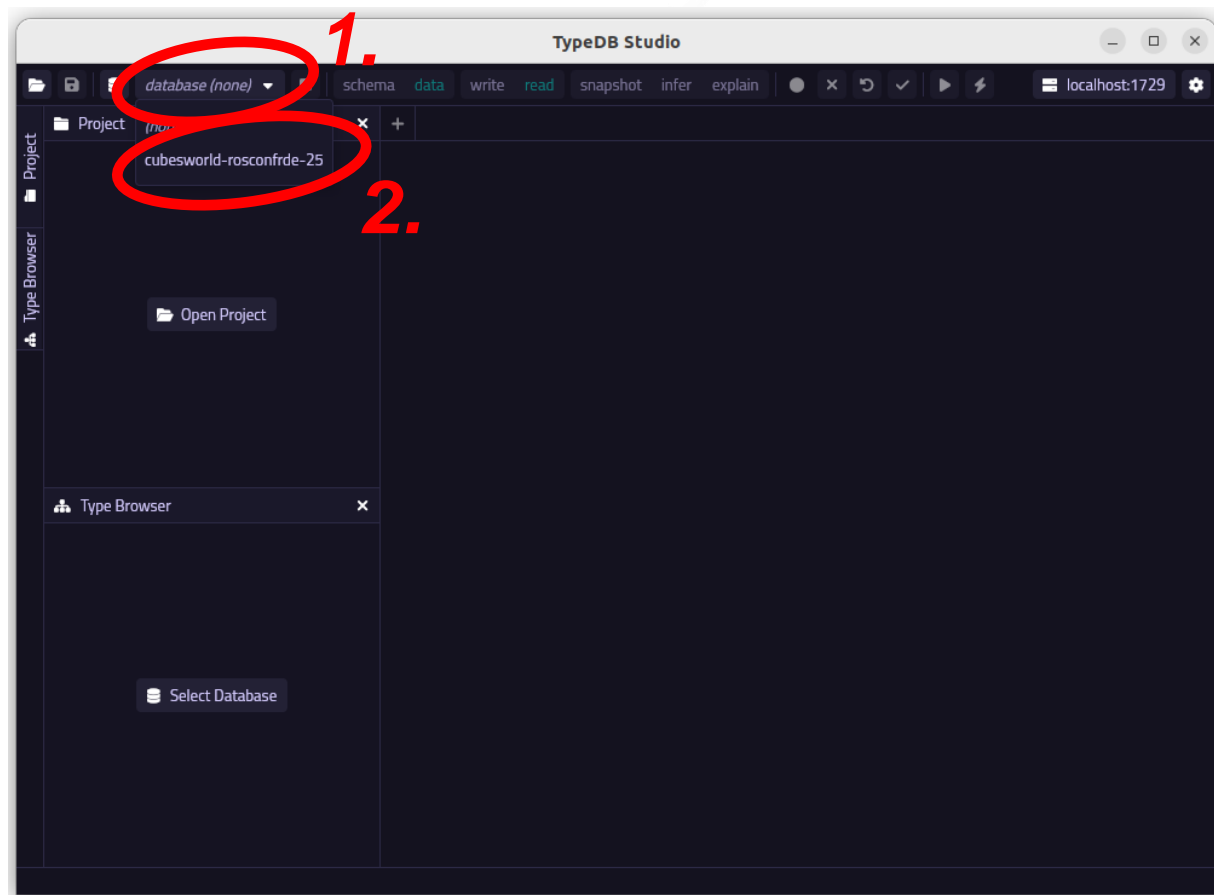 TypeDB Studio
1.
database (none) schema data write read snapshot infer explain localhost:1729
Project
cubesworld-rosconfrde-25
2.
Project
Type Browser
Open Project
Type Browser
Select Database